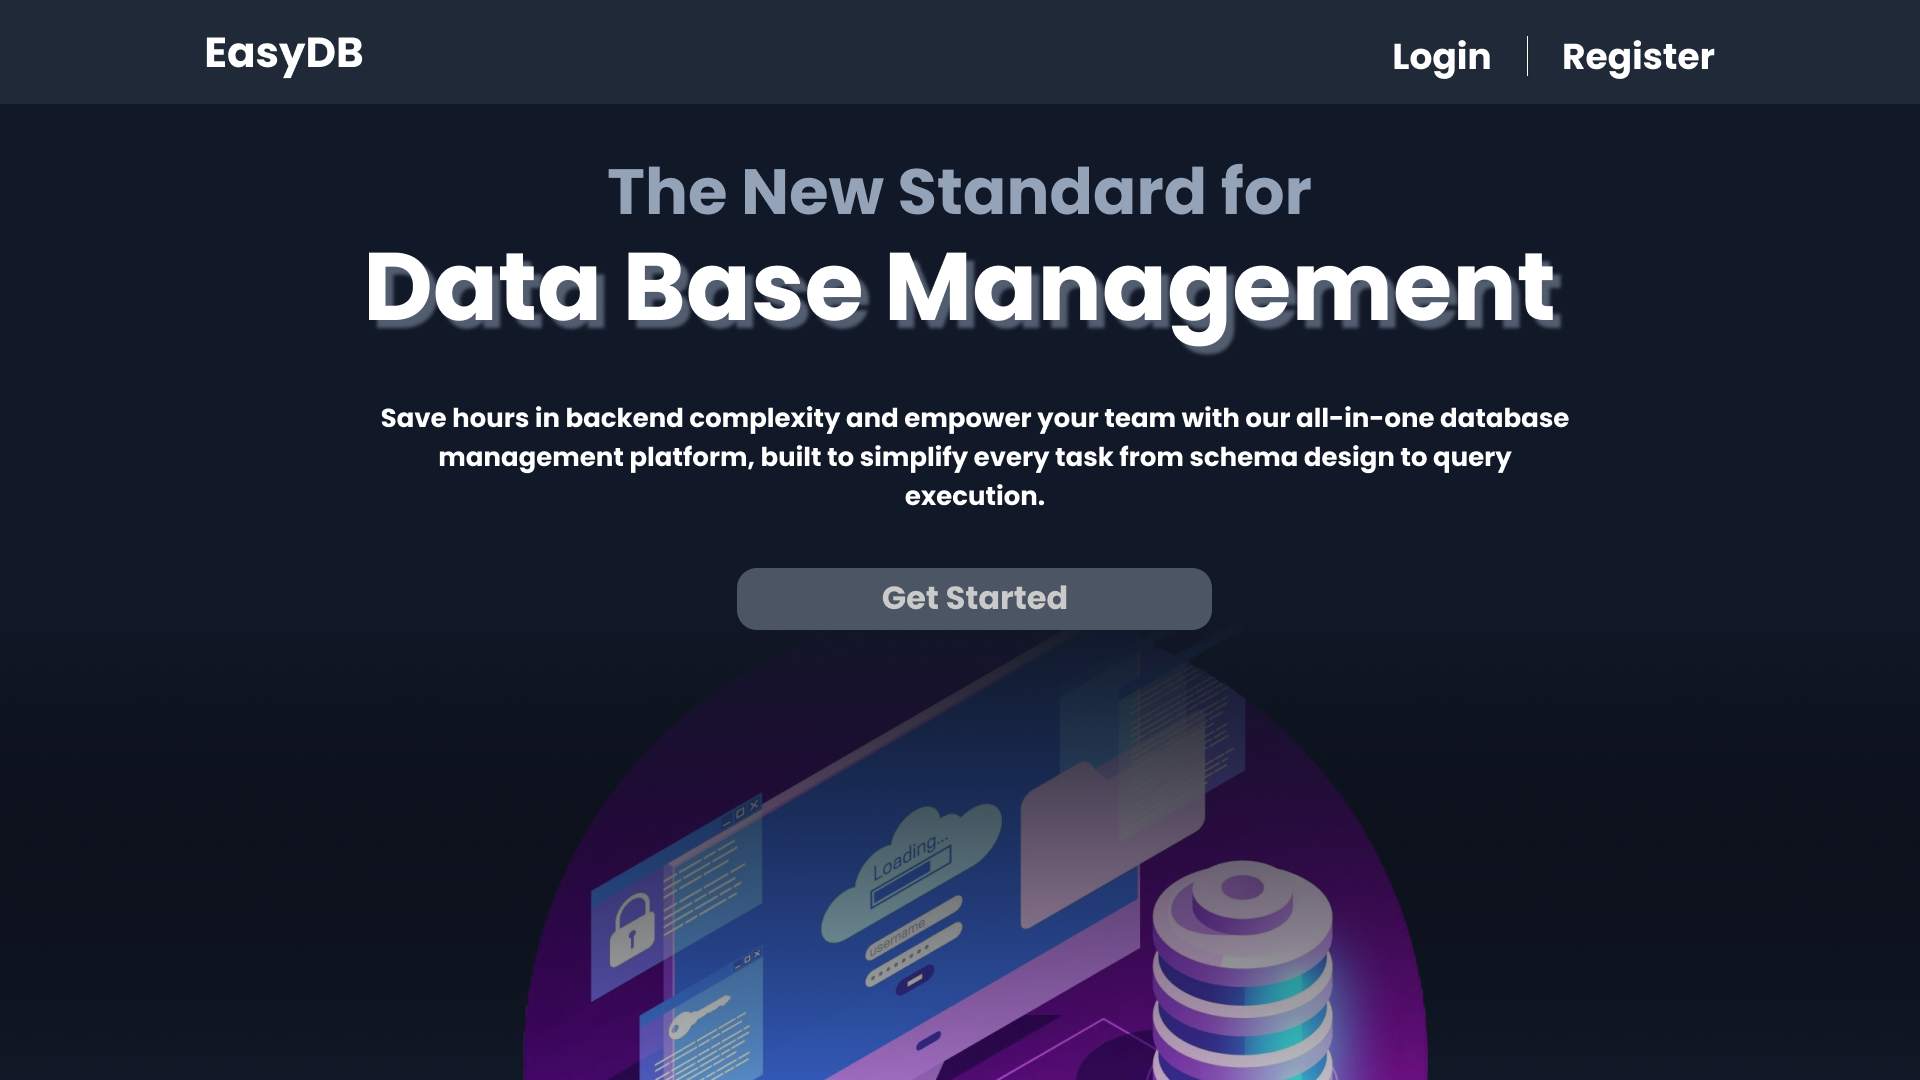 EasyDB
Login
Register
The New Standard for
Data Base Management
Save hours in backend complexity and empower your team with our all-in-one database
management platform, built to simplify every task from schema design to query
execution.
Get Started
Loading...
username